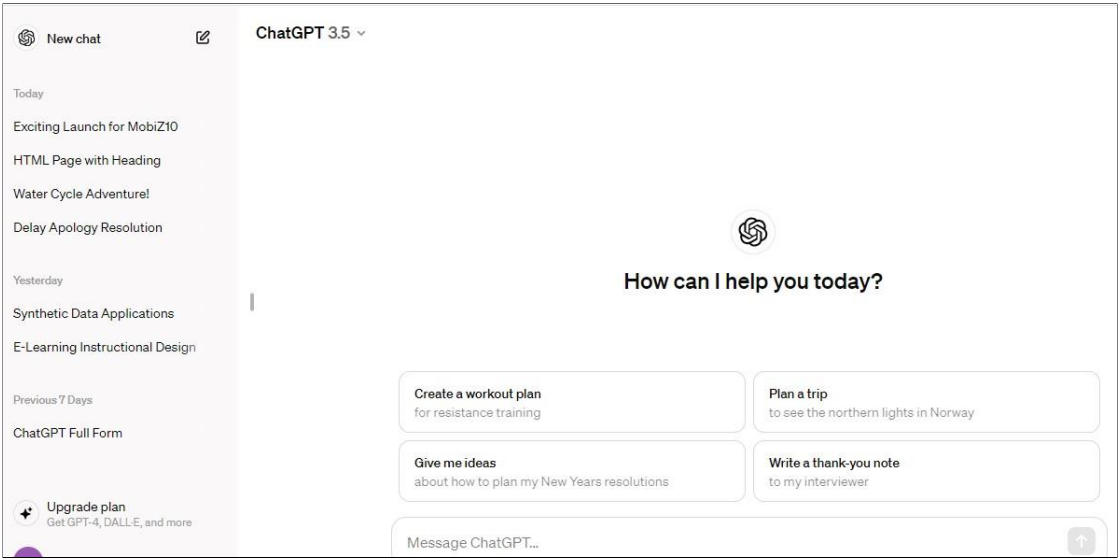 New chat
Today
Exciting Launch for MobiZ10
HTML Page with Heading
Water Cycle Adventure!
Delay Apology Resolution
Yesterday
Synthetic Data Applications
E-Learning Instructional Design
Previous 7 Days
ChatGPT Full Form
Upgrade plan
Get GPT-4, DALL·E, and more
ChatGPT 3.5
How can I help you today?
Create a workout plan
for resistance training
Plan a trip
to see the northern lights in Norway
Give me ideas
about how to plan my New Years resolutions
Write a thank-you note
to my interviewer
Message ChatGPT...